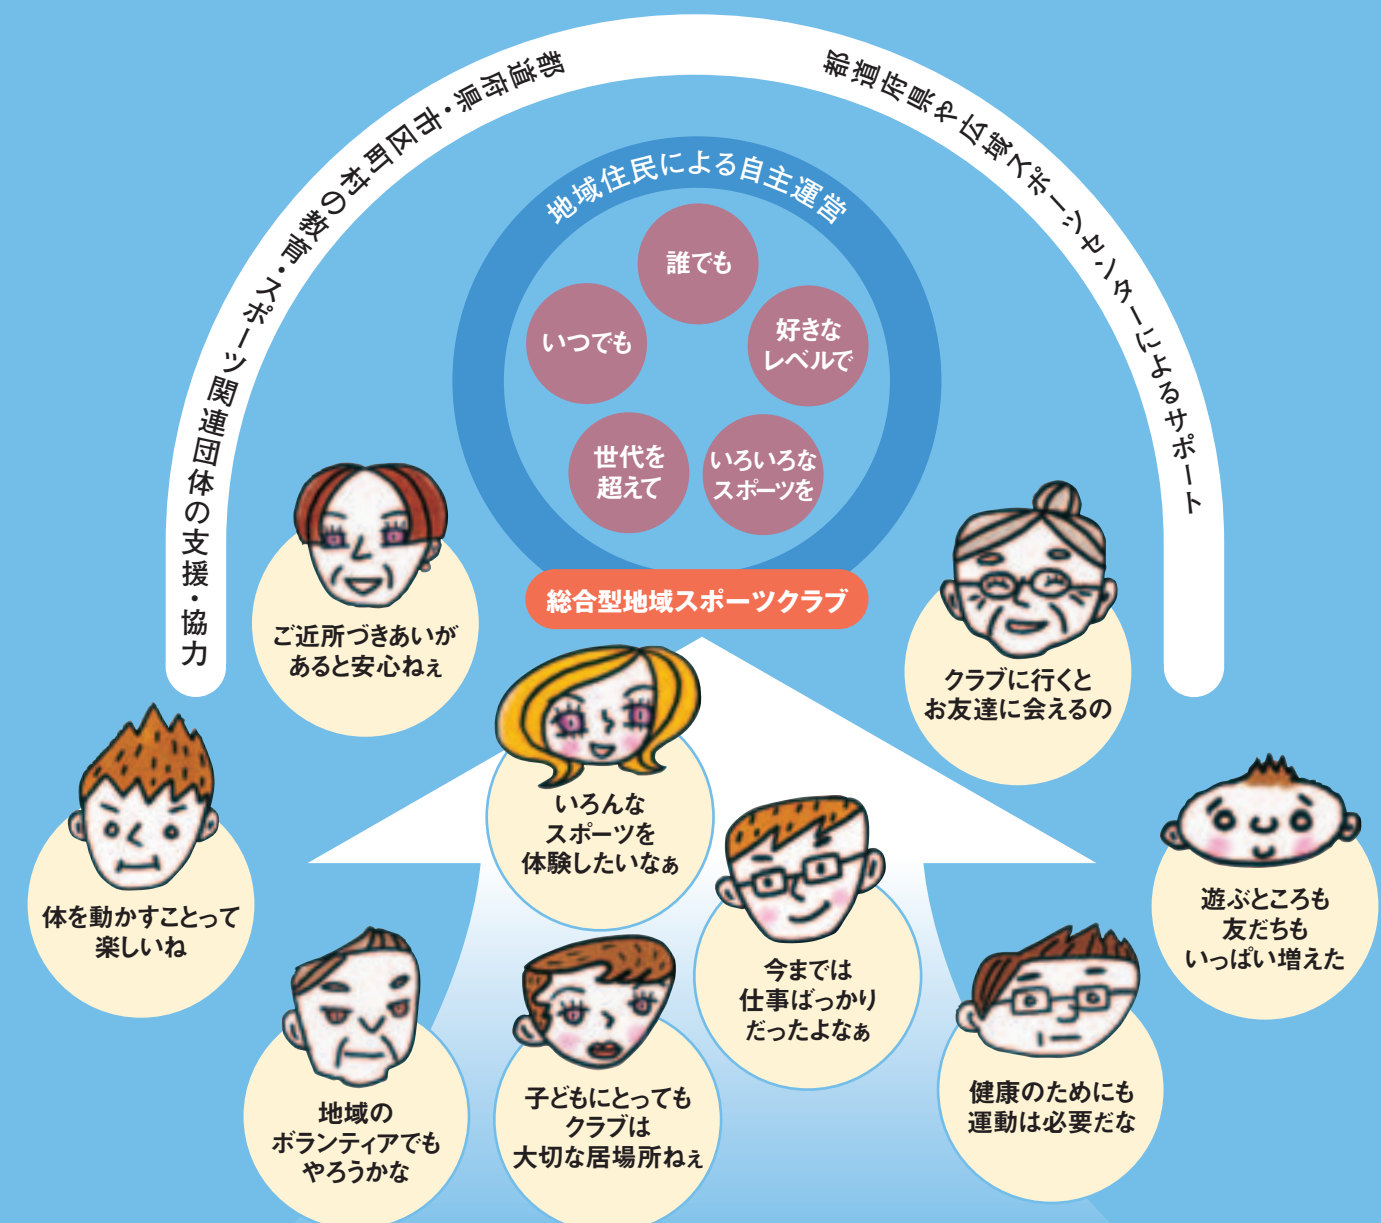 都道府県・市区町村の教育・スポーツ関連団体の支援・協力
都道府県や広域スポーツセンターによるサポート
地域住民による自主運営
誰でも
いつでも
好きな
レベルで
世代を
超えて
いろいろな
スポーツを
総合型地域スポーツクラブ
ご近所づきあいが
あると安心ねぇ
クラブに行くと
お友達に会えるの
いろんな
スポーツを
体験したいなぁ
体を動かすことって
楽しいね
今までは
仕事ばっかり
だったよなぁ
遊ぶところも
友だちも
いっぱい増えた
地域の
ボランティアでも
やろうかな
子どもにとっても
クラブは
大切な居場所ねぇ
健康のためにも
運動は必要だな